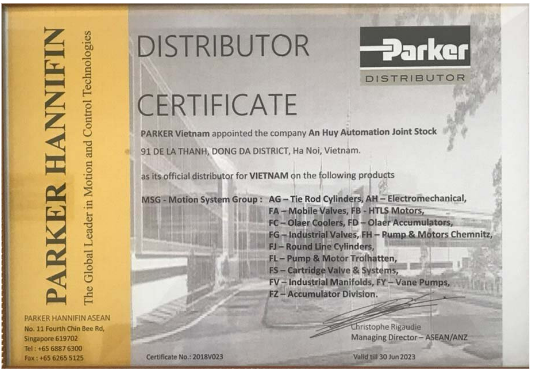 PARKER HANNIFIN
The Global Leader in Motion and Control Technologies
PARKER HANNIFIN ASEAN
No. 11 Fourth Chin Bee Rd,
Singapore 619702
Tel : +65 6887 6300
Fax : +65 6265 5125
DISTRIBUTOR
CERTIFICATE
Parker
DISTRIBUTOR
PARKER Vietnam appointed the company An Huy Automation Joint Stock
91 DE LA THANH, DONG DA DISTRICT, Ha Noi, Vietnam.
as its official distributor for VIETNAM on the following products
MSG - Motion System Group : AG – Tie Rod Cylinders, AH – Electromechanical,
FA – Mobile Valves, FB - HTLS Motors,
FC – Olaer Coolers, FD – Olaer Accumulators,
FG – Industrial Valves, FH – Pump & Motors Chemnitz,
FJ – Round Line Cylinders,
FL – Pump & Motor Trolhatten,
FS – Cartridge Valve & Systems,
FV – Industrial Manifolds, FY – Vane Pumps,
FZ – Accumulator Division.
Christophe Rigaudie
Managing Director – ASEAN/ANZ
Certificate No.: 2018V023
Valid till 30 Jun 2023